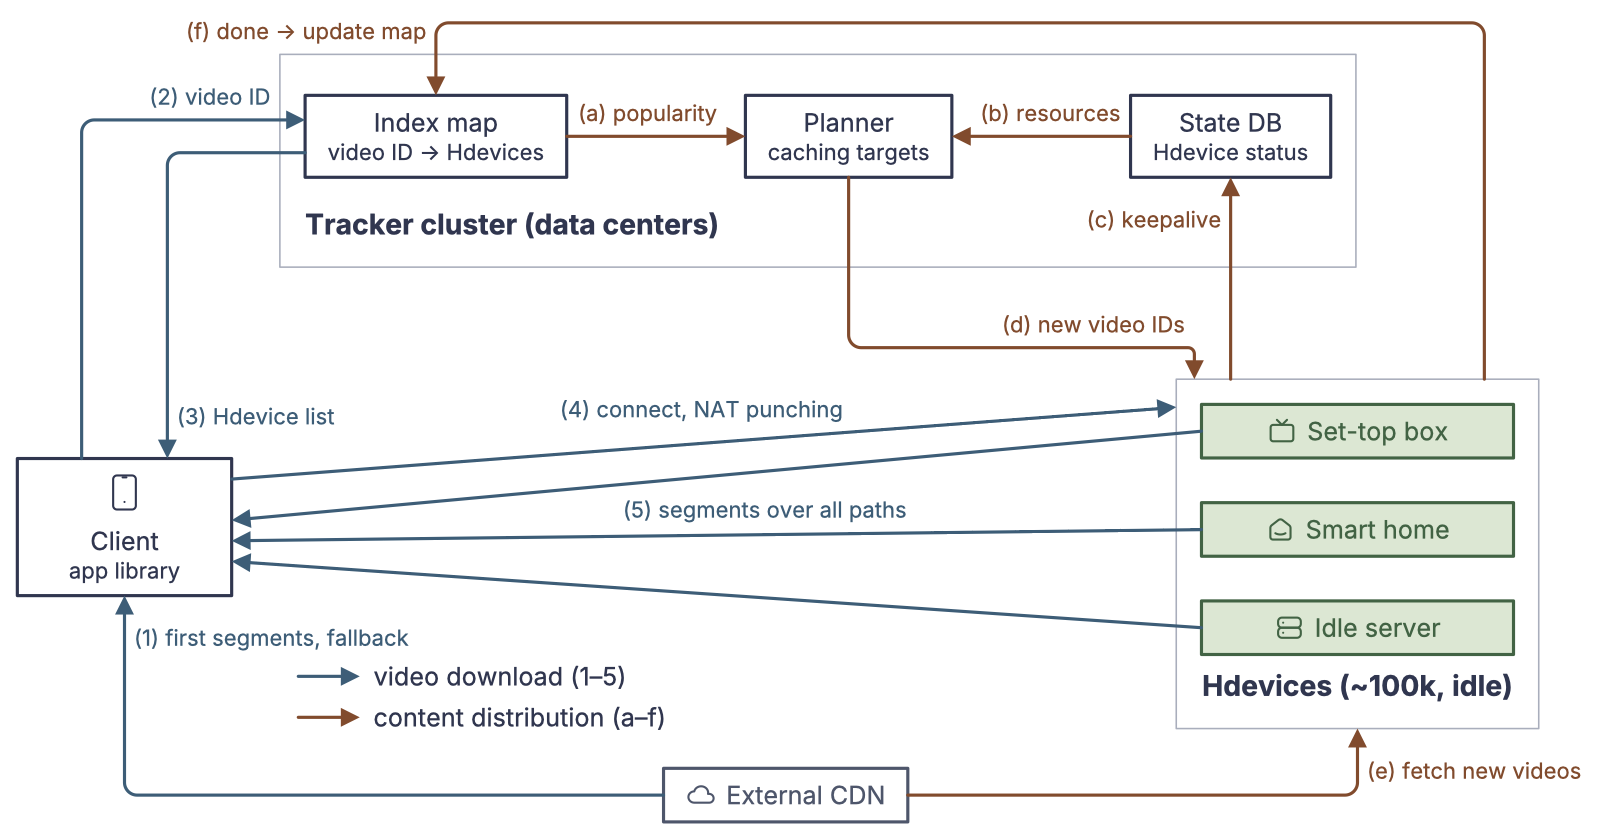 (f) done → update map
(2) video ID
Index map
video ID → Hdevices
(a) popularity
Planner
caching targets
(b) resources
State DB
Hdevice status
Tracker cluster (data centers)
(c) keepalive
(d) new video IDs
(3) Hdevice list
(4) connect, NAT punching
Set-top box
(5) segments over all paths
Smart home
Client
app library
Idle server
(1) first segments, fallback
video download (1–5)
content distribution (a–f)
Hdevices (~100k, idle)
(e) fetch new videos
External CDN